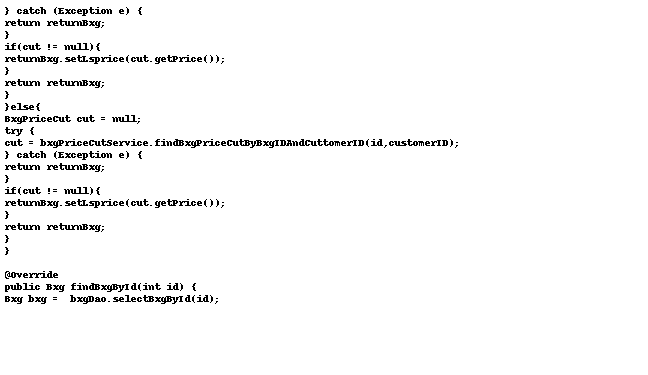 } catch (Exception e) {
return returnBxg;
}
if(cut != null){
returnBxg.setLsprice(cut.getPrice());
}
return returnBxg;
}
}else{
BxgPriceCut cut = null;
try {
cut = bxgPriceCutService.findBxgPriceCutByBxgIDAndCuttomerID(id,customerID);
} catch (Exception e) {
return returnBxg;
}
if(cut != null){
returnBxg.setLsprice(cut.getPrice());
}
return returnBxg;
}
}

@Override
public Bxg findBxgById(int id) {
Bxg bxg =  bxgDao.selectBxgById(id);